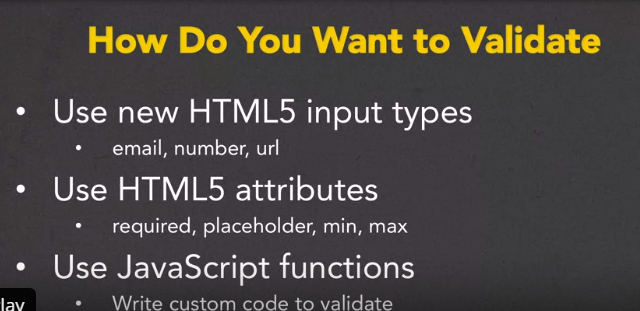 How Do You Want to Validate
• Use new HTML5 input types
• email, number, url
• Use HTML5 attributes
• required, placeholder, min, max
• Use JavaScript functions
• Write custom code to validate